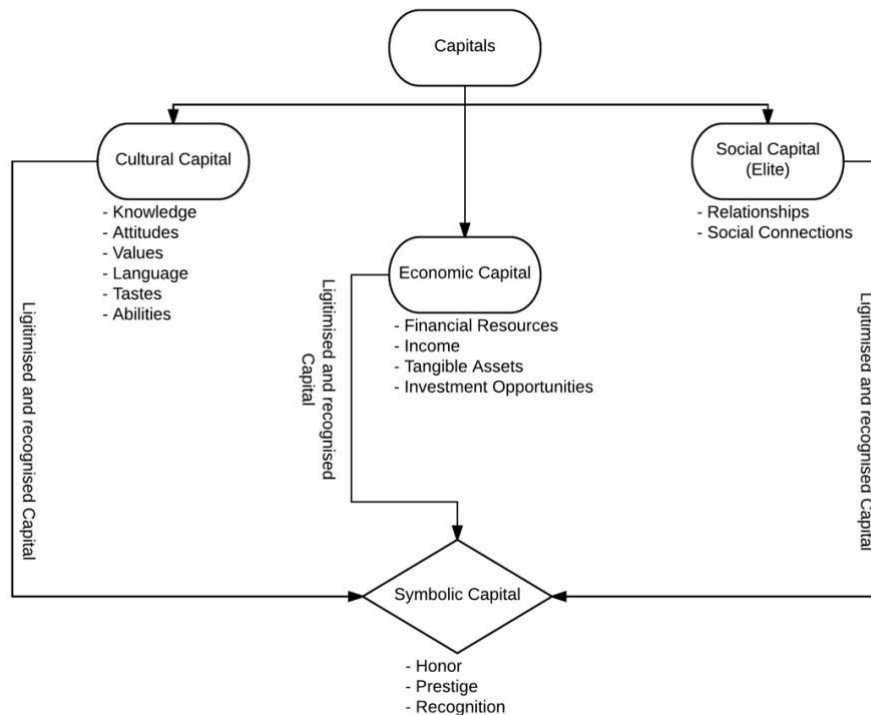 Capitals
Cultural Capital
- Knowledge
- Attitudes
- Values
- Language
- Tastes
- Abilities
Social Capital
(Elite)
- Relationships
- Social Connections
Economic Capital
- Financial Resources
- Income
- Tangible Assets
- Investment Opportunities
Ligitimised and recognised Capital
Ligitimised and recognised
Capital
Ligitimised and recognised Capital
Symbolic Capital
- Honor
- Prestige
- Recognition